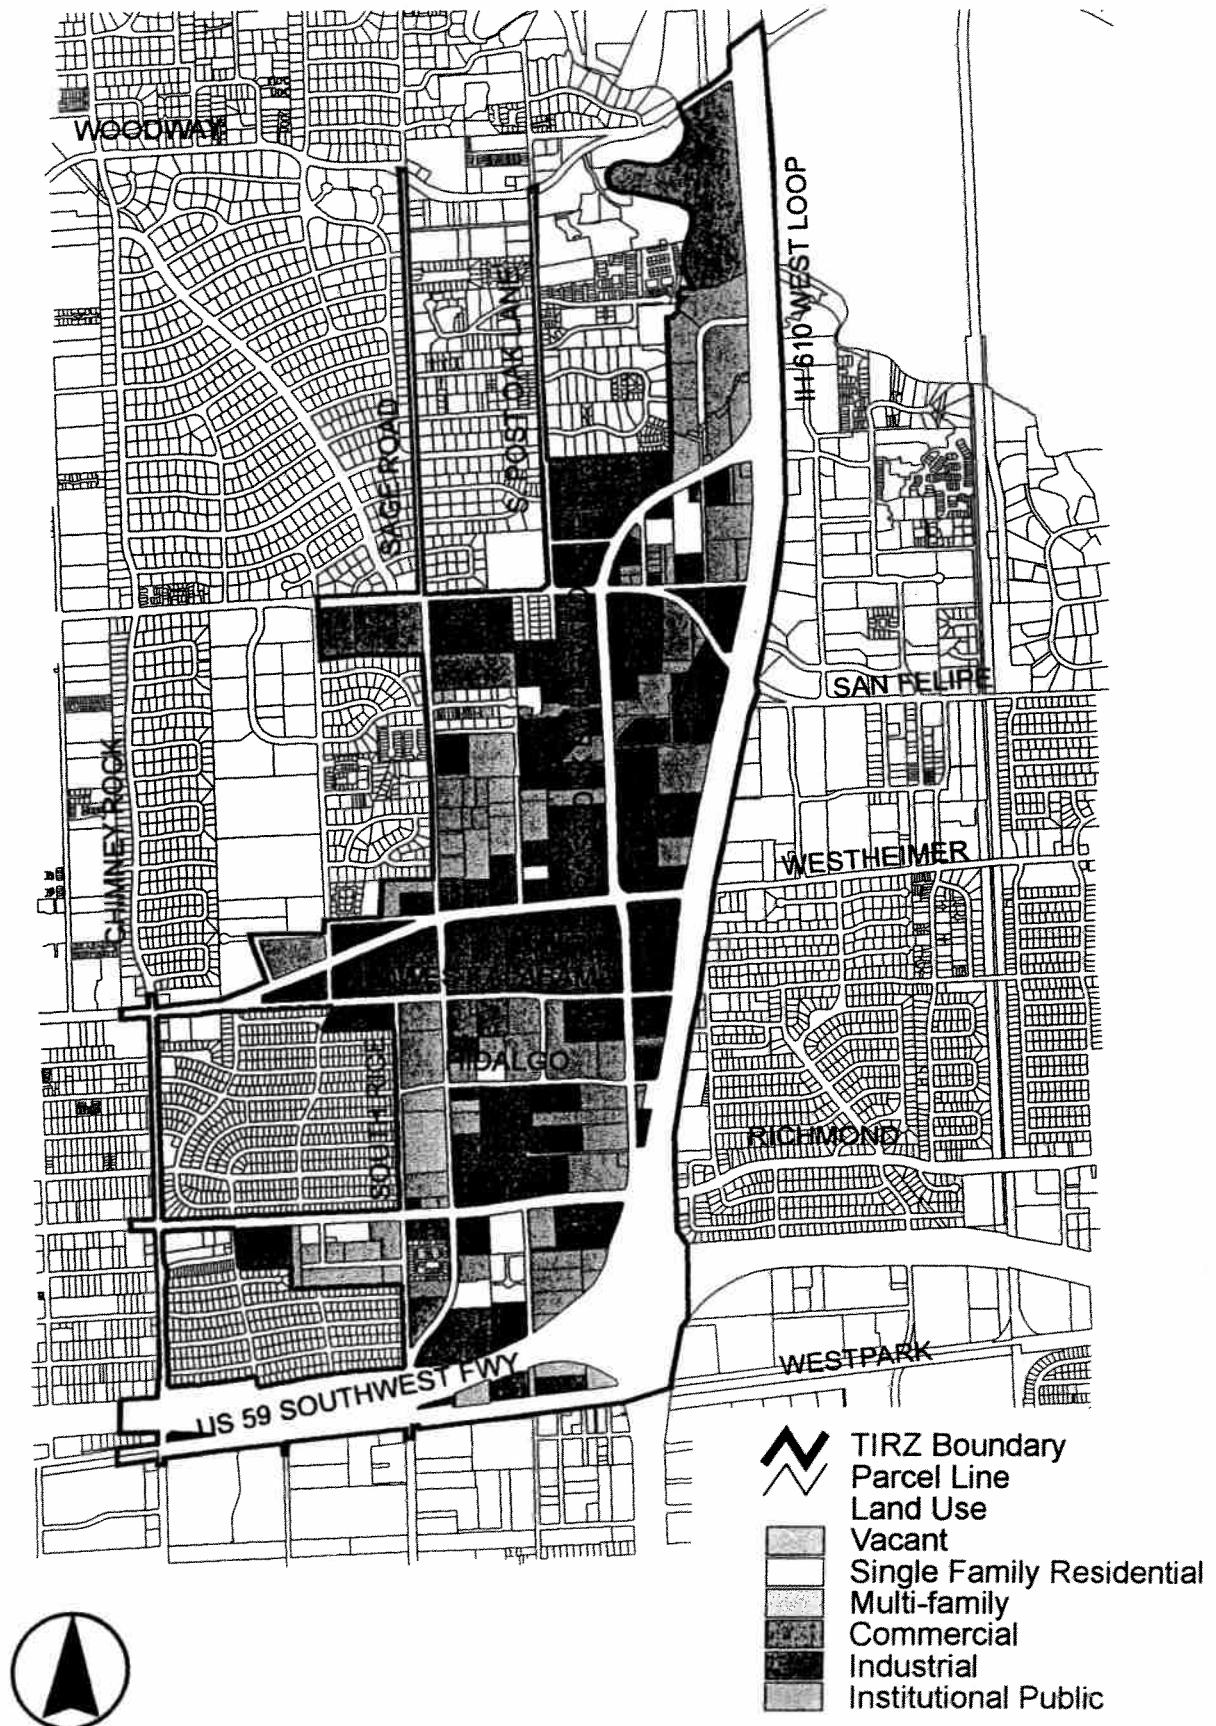 WOODWAY
IH 610 WEST LOOP
S POST OAK LANE
SAGE ROAD
SAN FELIPE
CHIMNEY ROCK
WESTHEIMER
HIDALGO
SOUTH RICE
RICHMOND
WESTPARK
US 59 SOUTHWEST FWY
TIRZ Boundary
Parcel Line
Land Use
Vacant
Single Family Residential
Multi-family
Commercial
Industrial
Institutional Public